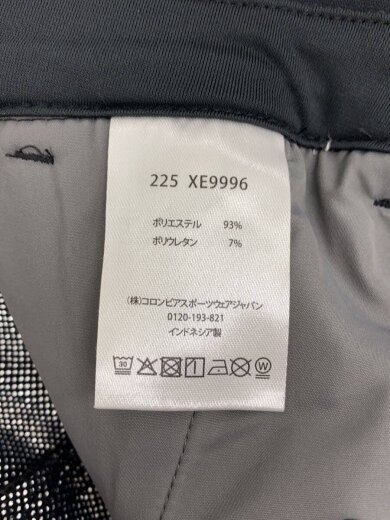 225 XE9996
ポリエステル 93%
ポリウレタン 7%
(株)コロンビアスポーツウェアジャパン
0120-193-821
インドネシア製
30 W